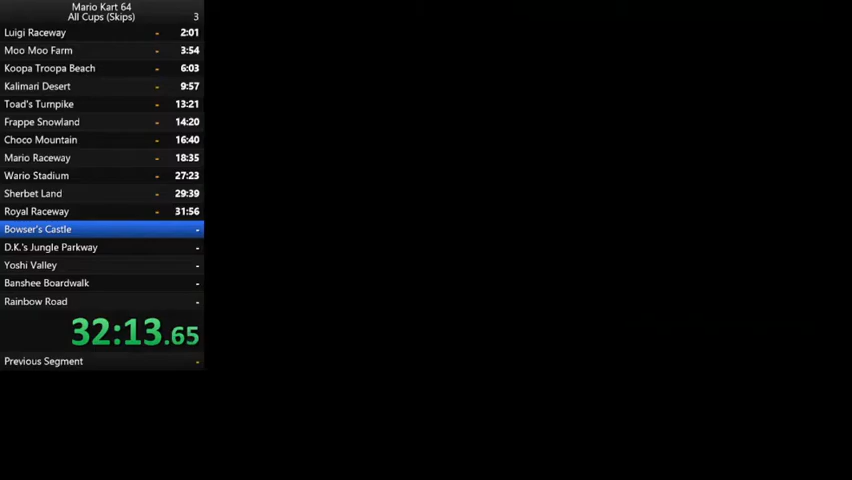 Mario Kart 64
All Cups (Skips) 3
Luigi Raceway - 2:01
Moo Moo Farm - 3:54
Koopa Troopa Beach - 6:03
Kalimari Desert - 9:57
Toad's Turnpike - 13:21
Frappe Snowland - 14:20
Choco Mountain - 16:40
Mario Raceway - 18:35
Wario Stadium - 27:23
Sherbet Land - 29:39
Royal Raceway - 31:56
Bowser's Castle -
D.K.'s Jungle Parkway -
Yoshi Valley -
Banshee Boardwalk -
Rainbow Road -
32:13.65
Previous Segment -